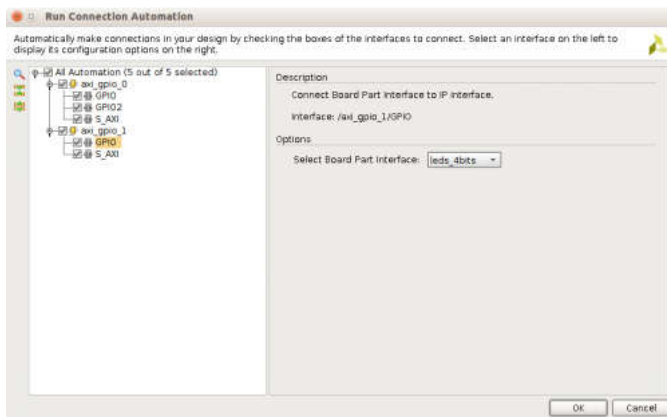 Run Connection Automation
Automatically make connections in your design by checking the boxes of the interfaces to connect. Select an interface on the left to
display its configuration options on the right.
All Automation (5 out of 5 selected)
axi_gpio_0
GPIO
GPIO2
S_AXI
axi_gpio_1
GPIO
S_AXI
Description
Connect Board Part Interface to IP interface.
Interface: /axi_gpio_1/GPIO
Options
Select Board Part Interface: leds_4bits
OK Cancel